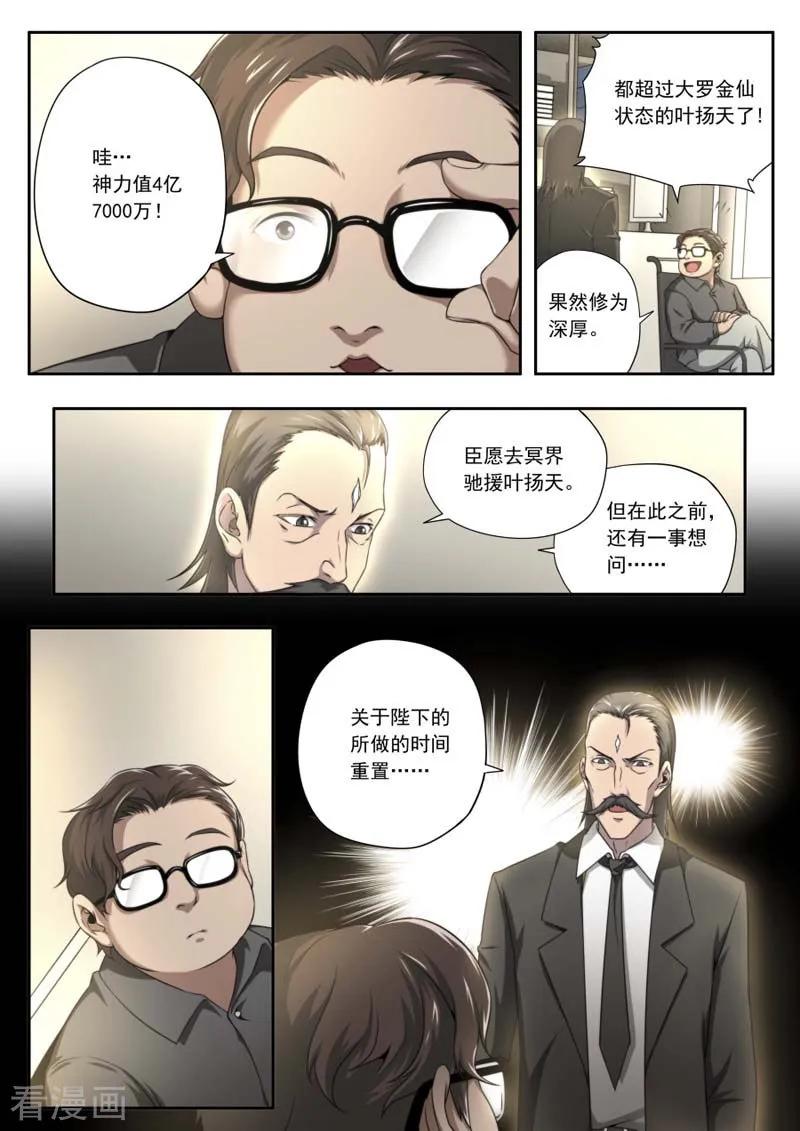 哇…
神力值4亿
7000万！
都超过大罗金仙
状态的叶扬天了！
果然修为
深厚。
臣愿去冥界
驰援叶扬天。
但在此之前，
还有一事想
问……
关于陛下的
所做的时间
重置……
看漫画